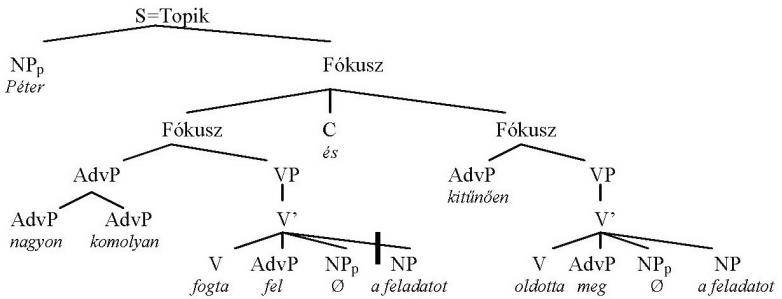 S=Topik
NPp Fókusz
Péter
Fókusz C Fókusz
és
AdvP VP AdvP VP
kitűnően
AdvP AdvP V’ V’
nagyon komolyan
V AdvP NPp NP V AdvP NPp NP
fogta fel Ø a feladatot oldotta meg Ø a feladatot